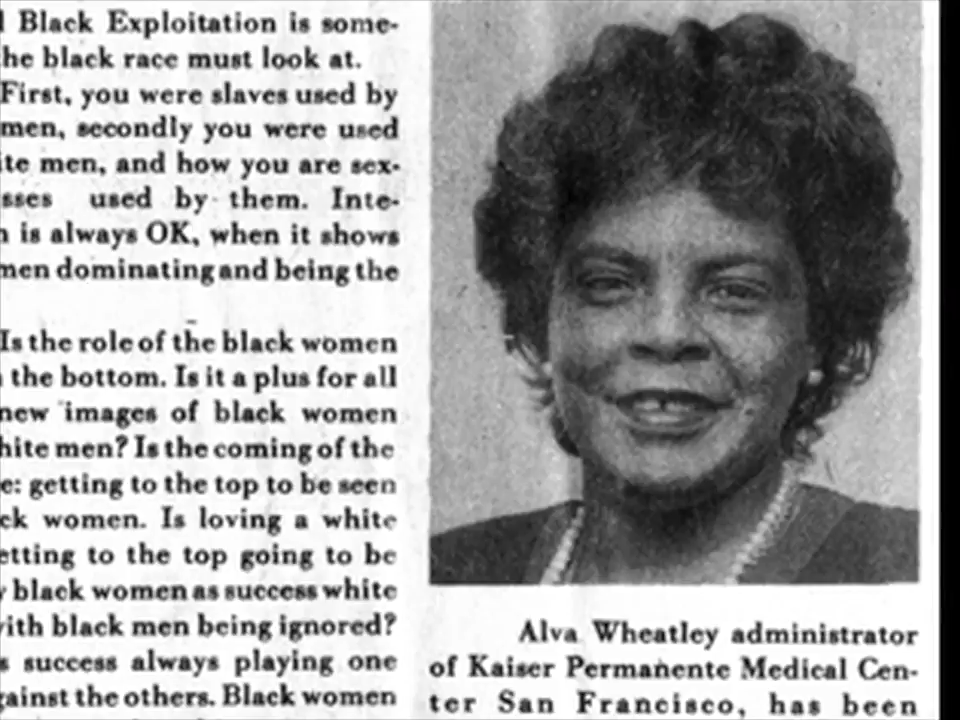 l Black Exploitation is some-
he black race must look at.
First, you were slaves used by
men, secondly you were used
ite men, and how you are sex-
sses used by them. Inte-
n is always OK, when it shows
men dominating and being the
Is the role of the black women
the bottom. Is it a plus for all
new images of black women
hite men? Is the coming of the
e: getting to the top to be seen
ck women. Is loving a white
etting to the top going to be
y black women as success white
with black men being ignored?
s success always playing one
gainst the others. Black women
Alva Wheatley administrator
of Kaiser Permanente Medical Cen-
ter San Francisco, has been